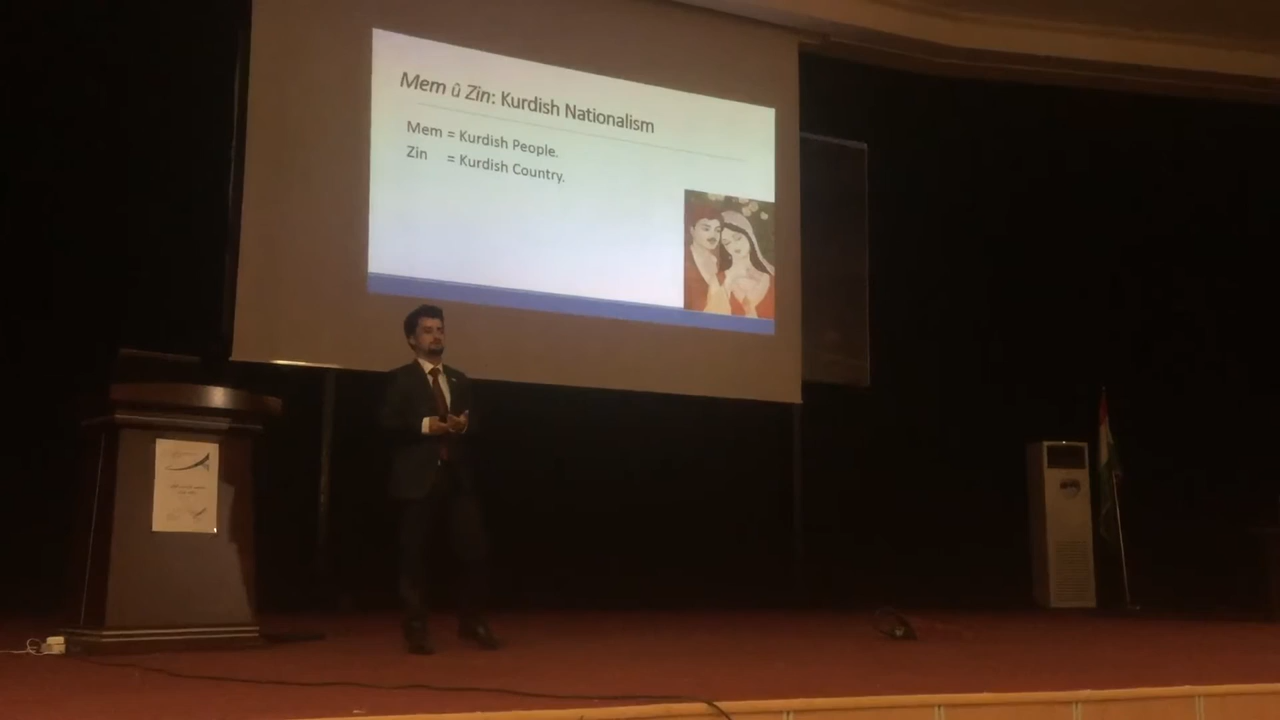 Mem û Zin: Kurdish Nationalism
Mem = Kurdish People.
Zin = Kurdish Country.